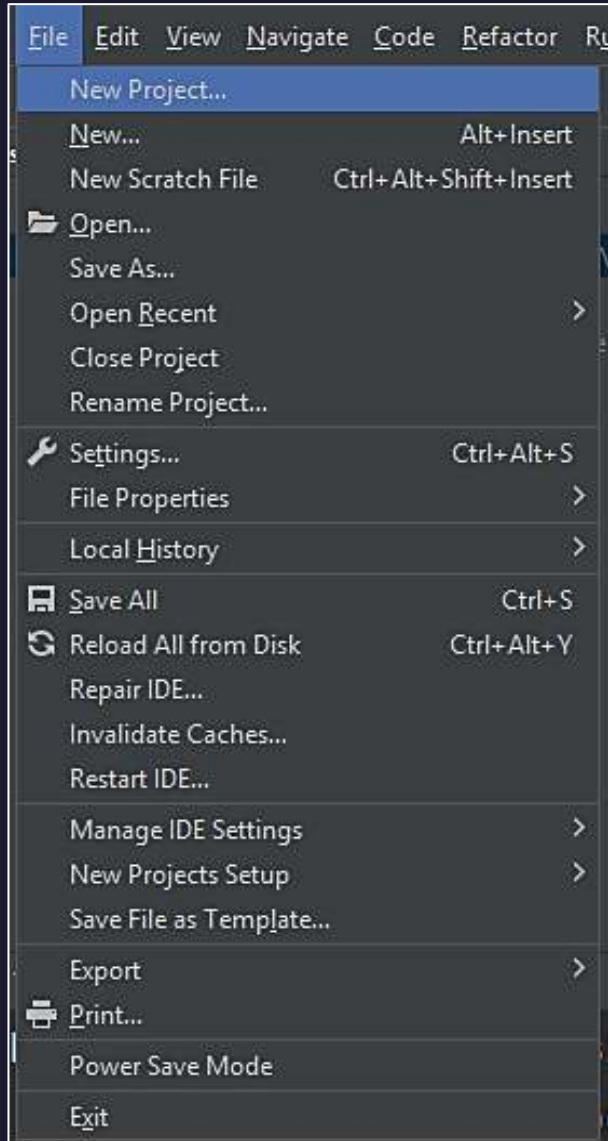 File Edit View Navigate Code Refactor
New Project...
New... Alt+Insert
New Scratch File Ctrl+Alt+Shift+Insert
Open...
Save As...
Open Recent
Close Project
Rename Project...
Settings... Ctrl+Alt+S
File Properties
Local History
Save All Ctrl+S
Reload All from Disk Ctrl+Alt+Y
Repair IDE...
Invalidate Caches...
Restart IDE...
Manage IDE Settings
New Projects Setup
Save File as Template...
Export
Print...
Power Save Mode
Exit